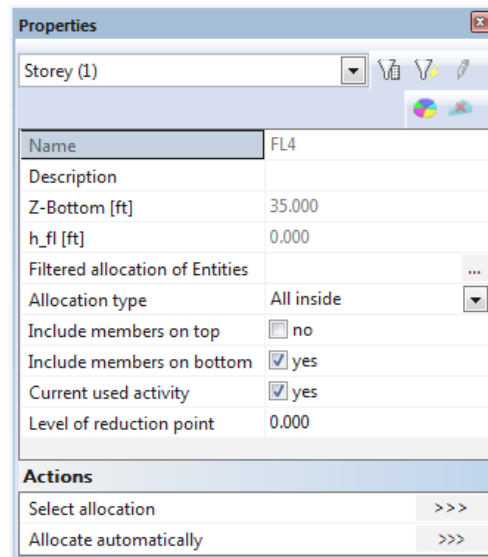 Properties
Storey (1)
Name FL4
Description
Z-Bottom [ft] 35.000
h_fl [ft] 0.000
Filtered allocation of Entities ...
Allocation type All inside
Include members on top no
Include members on bottom yes
Current used activity yes
Level of reduction point 0.000
Actions
Select allocation >>>
Allocate automatically >>>